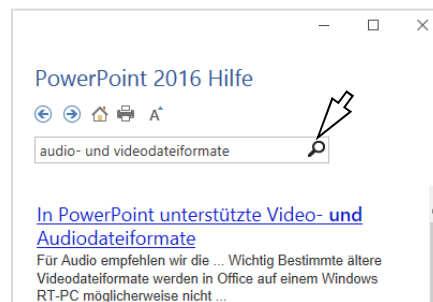 PowerPoint 2016 Hilfe
A
audio- und videodateiformate
In PowerPoint unterstützte Video- und
Audiodateiformate
Für Audio empfehlen wir die ... Wichtig Bestimmte ältere
Videodateiformate werden in Office auf einem Windows
RT-PC möglicherweise nicht ...